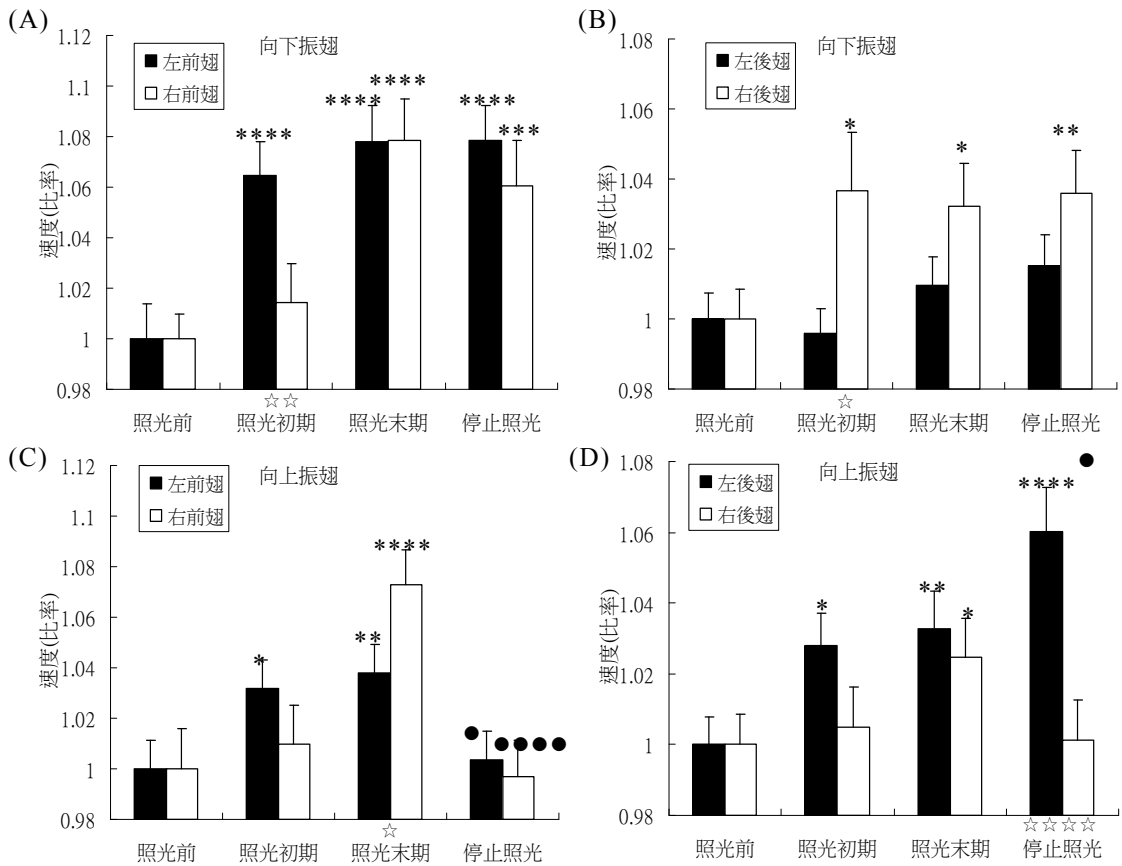 (A)
向下振翅
左前翅
右前翅
速度(比率)
1.12
1.1
1.08
1.06
1.04
1.02
1
0.98
****
**** ****
**** ***
照光前 照光初期 照光末期 停止照光
☆☆
(B)
向下振翅
左後翅
右後翅
速度(比率)
1.08
1.06
1.04
1.02
1
0.98
* * **
照光前 照光初期 照光末期 停止照光
☆
(C)
向上振翅
左前翅
右前翅
速度(比率)
1.12
1.1
1.08
1.06
1.04
1.02
1
0.98
* ** ****
● ●●●●
照光前 照光初期 照光末期 停止照光
☆
(D)
向上振翅
左後翅
右後翅
速度(比率)
1.08
1.06
1.04
1.02
1
0.98
* ** * **** ●
☆☆☆☆
照光前 照光初期 照光末期 停止照光